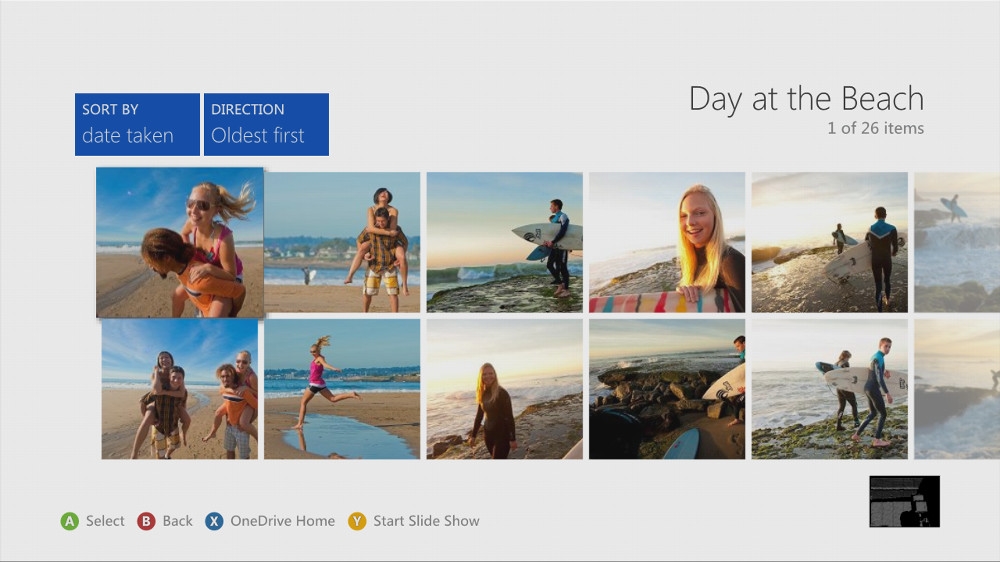 SORT BY
date taken
DIRECTION
Oldest first
Day at the Beach
1 of 26 items
A Select B Back X OneDrive Home Y Start Slide Show